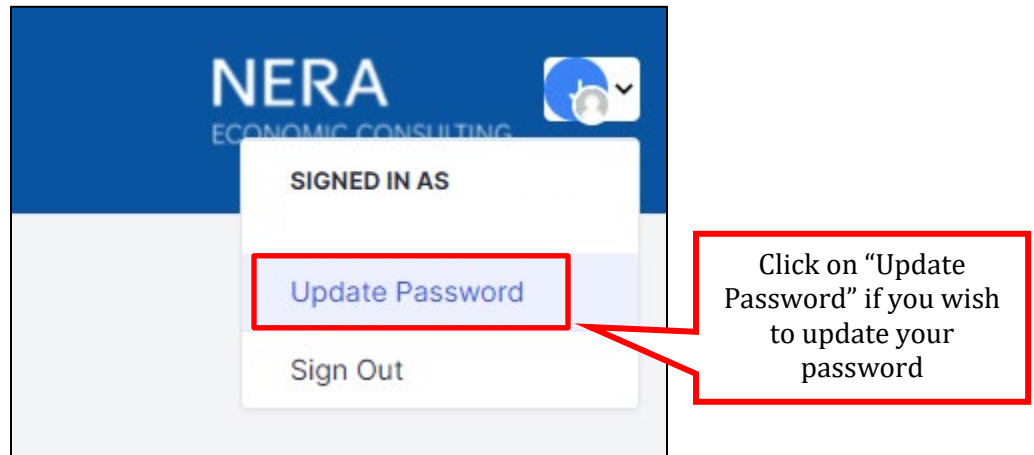 NERA
ECONOMIC CONSULTING
SIGNED IN AS
Update Password
Sign Out
Click on “Update
Password” if you wish
to update your
password